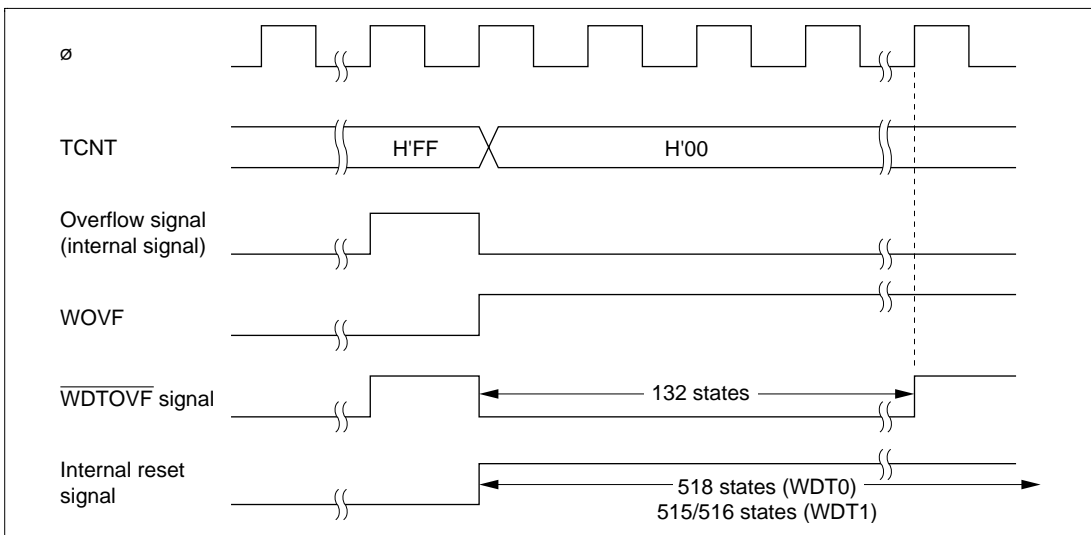 ø
TCNT
H'FF
H'00
Overflow signal
(internal signal)
WOVF
WDTOVF signal
132 states
Internal reset
signal
518 states (WDT0)
515/516 states (WDT1)